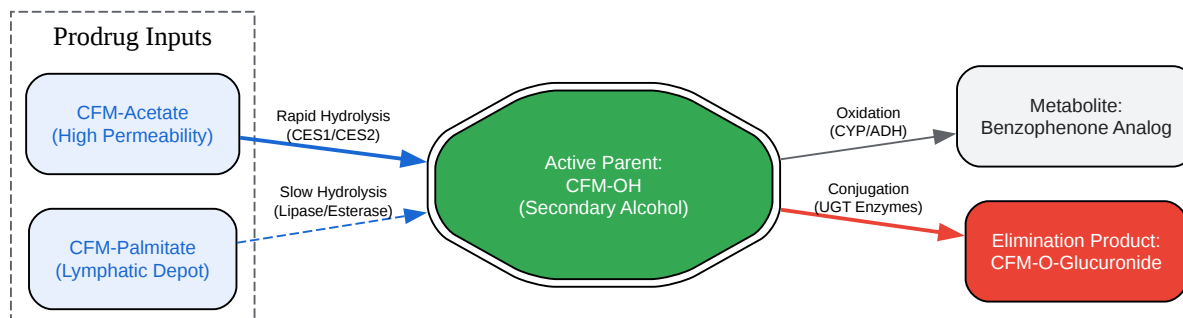 Prodrug Inputs
CFM-Acetate
(High Permeability)
Rapid Hydrolysis
(CES1/CES2)
CFM-Palmitate
(Lymphatic Depot)
Slow Hydrolysis
(Lipase/Esterase)
Active Parent:
CFM-OH
(Secondary Alcohol)
Oxidation
(CYP/ADH)
Metabolite:
Benzophenone Analog
Conjugation
(UGT Enzymes)
Elimination Product:
CFM-O-Glucuronide